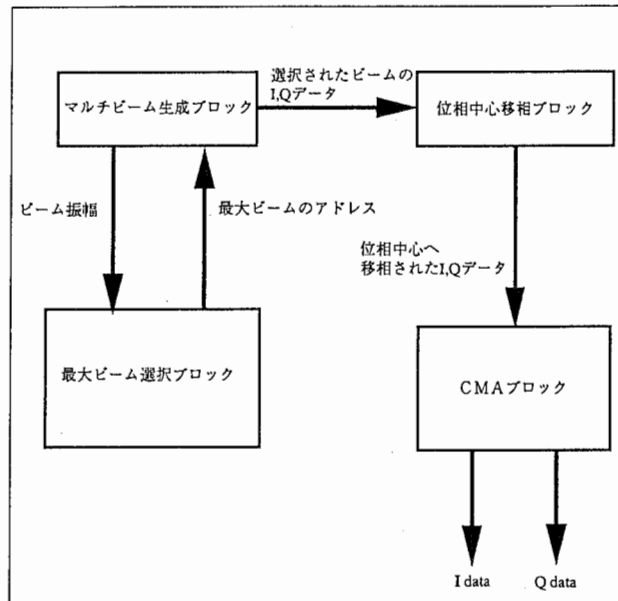 選択されたビームの
I,Qデータ
マルチビーム生成ブロック
位相中心移相ブロック
ビーム振幅
最大ビームのアドレス
位相中心へ
移相されたI,Qデータ
最大ビーム選択ブロック
CMAブロック
I data
Q data